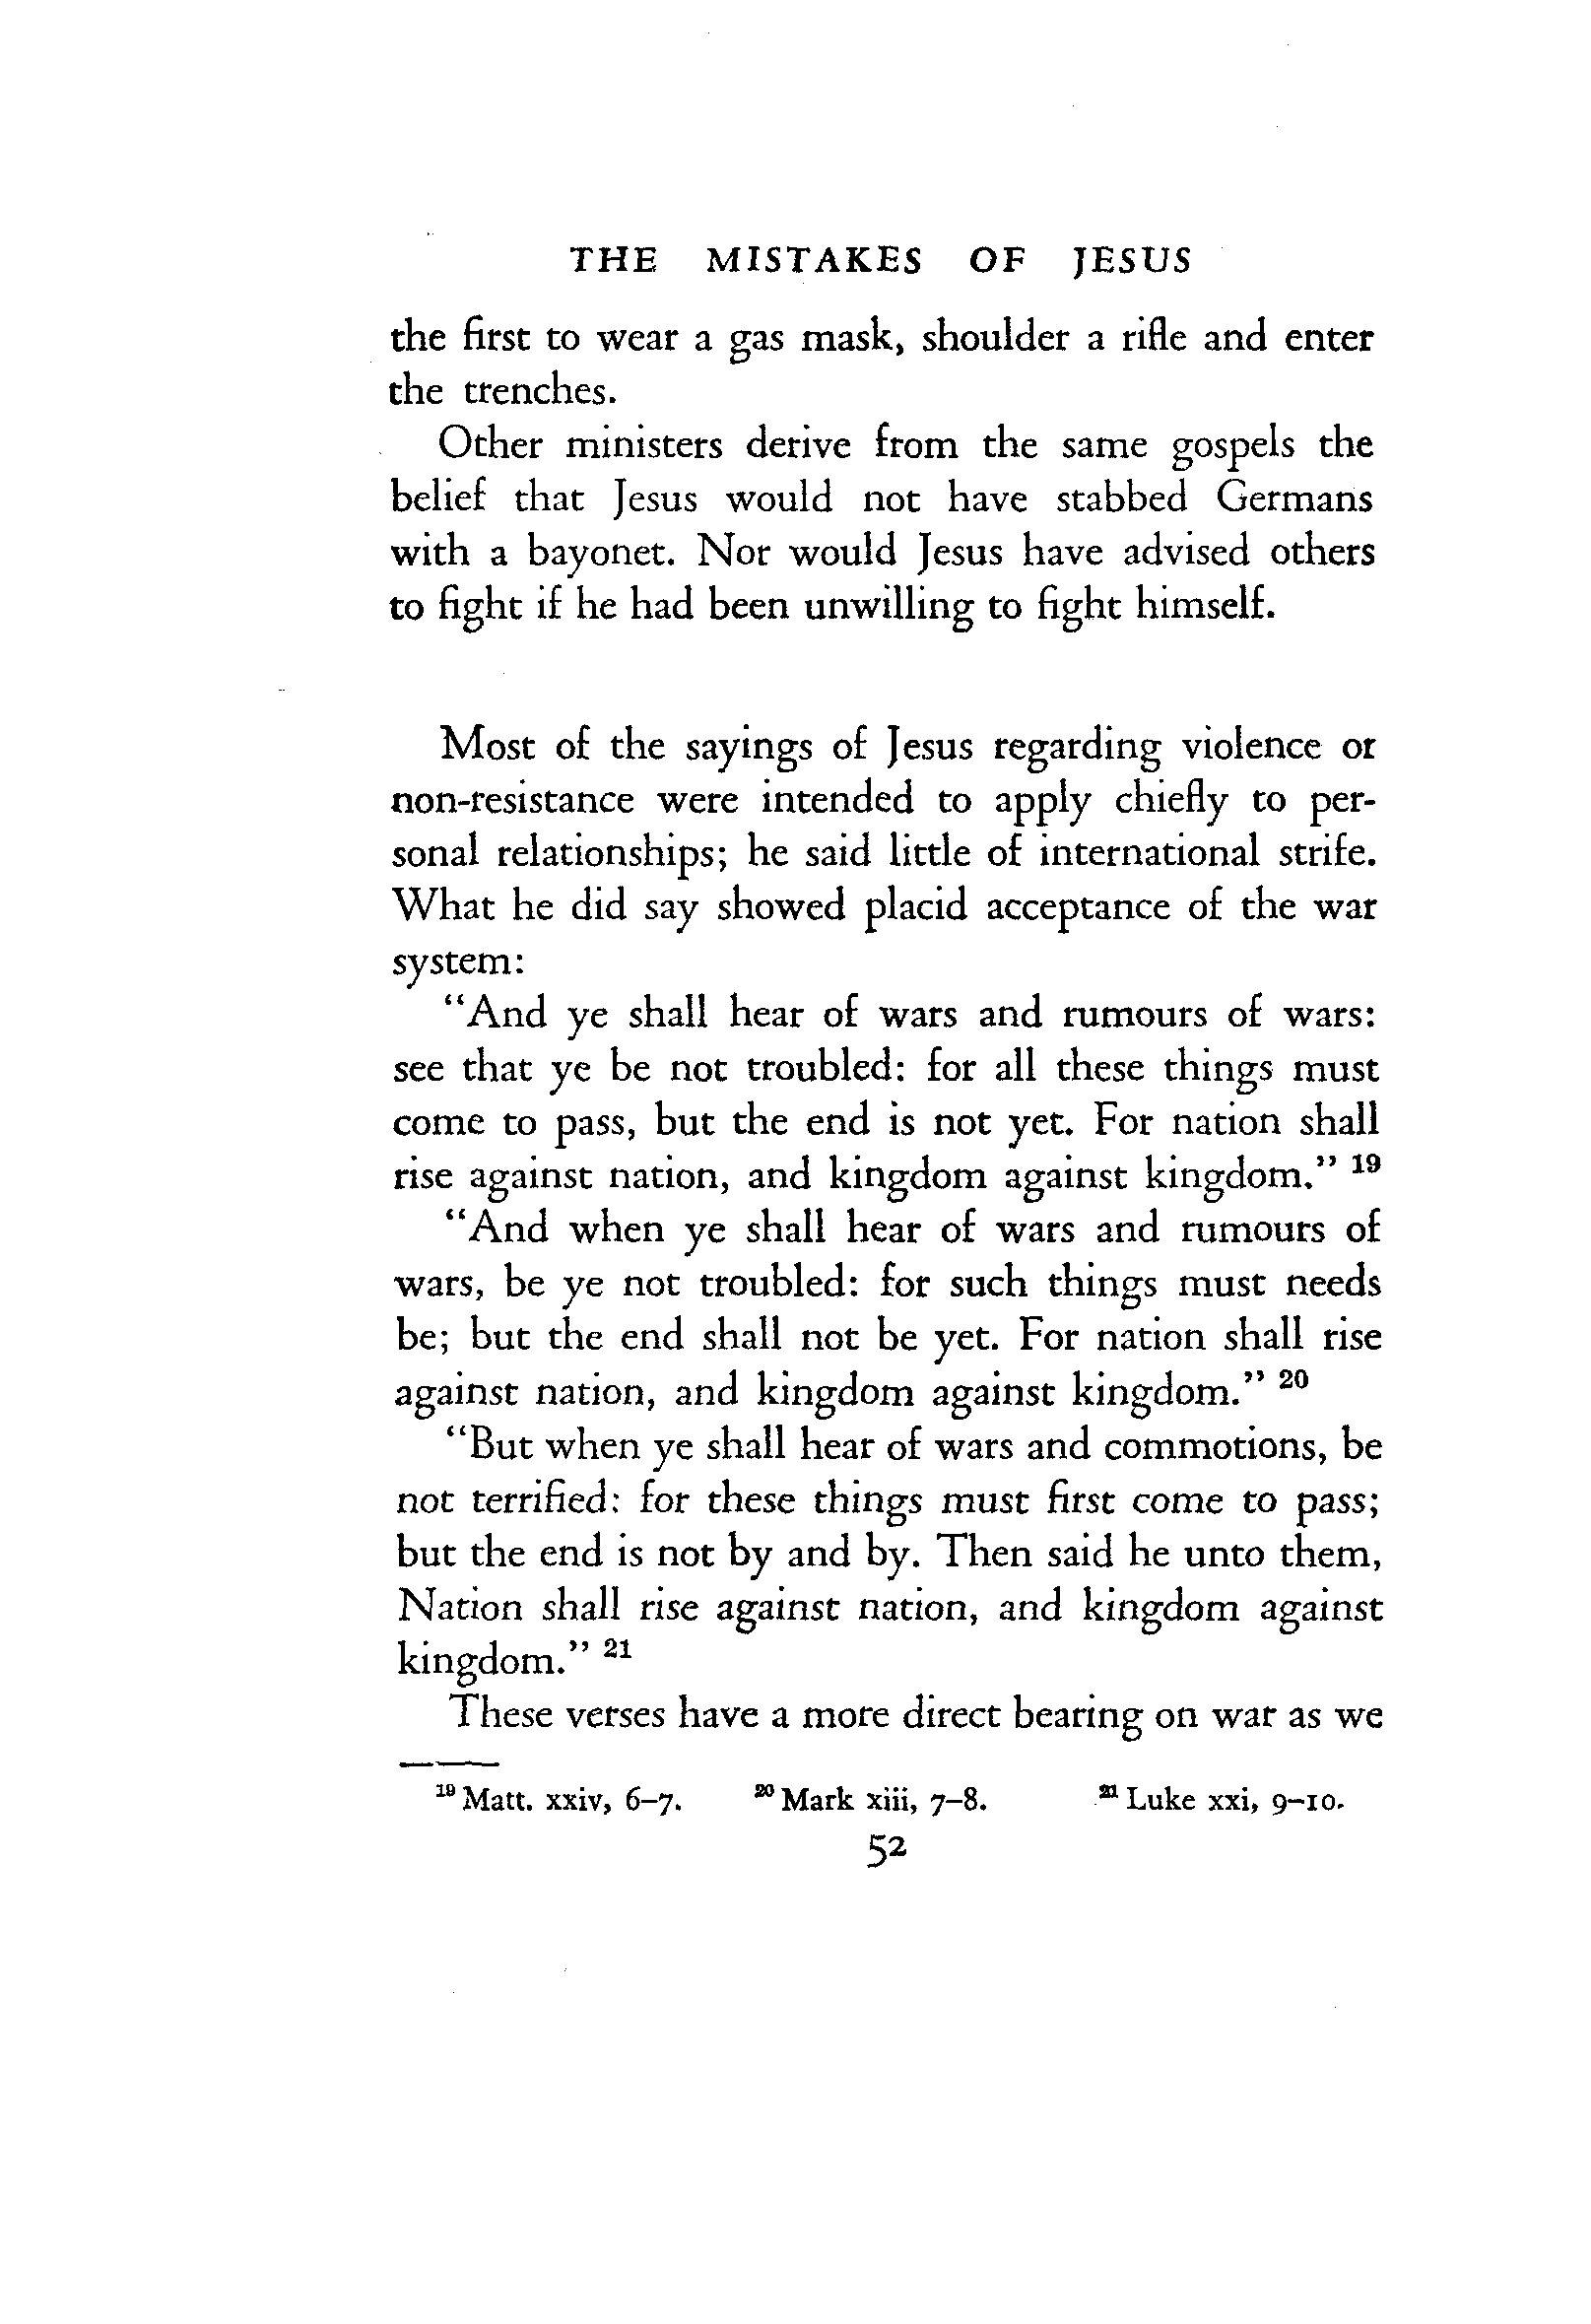 THE MISTAKES OF JESUS
the first to wear a gas mask, shoulder a rifle and enter
the trenches.
Other ministers derive from the same gospels the
belief that Jesus would not have stabbed Germans
with a bayonet. Nor would Jesus have advised others
to fight if he had been unwilling to fight himself.
Most of the sayings of Jesus regarding violence or
non-resistance were intended to apply chiefly to per-
sonal relationships; he said little of international strife.
What he did say showed placid acceptance of the war
system:
"And ye shall hear of wars and rumours of wars:
see that ye be not troubled: for all these things must
come to pass, but the end is not yet. For nation shall
rise against nation, and kingdom against kingdom." 19
"And when ye shall hear of wars and rumours of
wars, be ye not troubled: for such things must needs
be; but the end shall not be yet. For nation shall rise
against nation, and kingdom against kingdom." 20
"But when ye shall hear of wars and commotions, be
not terrified: for these things must first come to pass;
but the end is not by and by. Then said he unto them,
Nation shall rise against nation, and kingdom against
kingdom." 21
These verses have a more direct bearing on war as we
19 Matt. xxiv, 6–7. 20 Mark xiii, 7–8. 21 Luke xxi, 9–10.
52